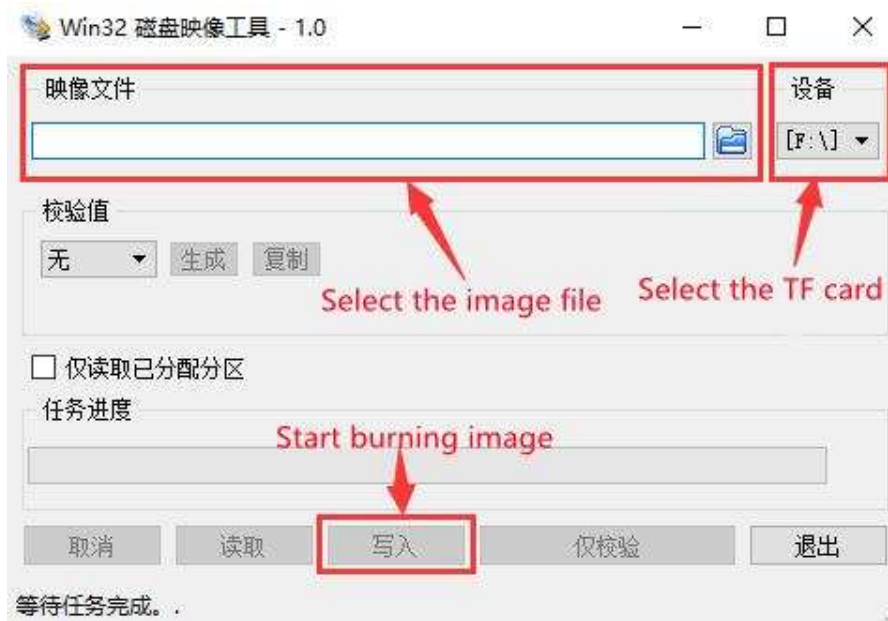 Win32 磁盘映像工具 - 1.0
映像文件
设备
[F:\]
校验值
无
生成
复制
Select the image file
Select the TF card
仅读取已分配分区
任务进度
Start burning image
取消
读取
写入
仅校验
退出
等待任务完成。.